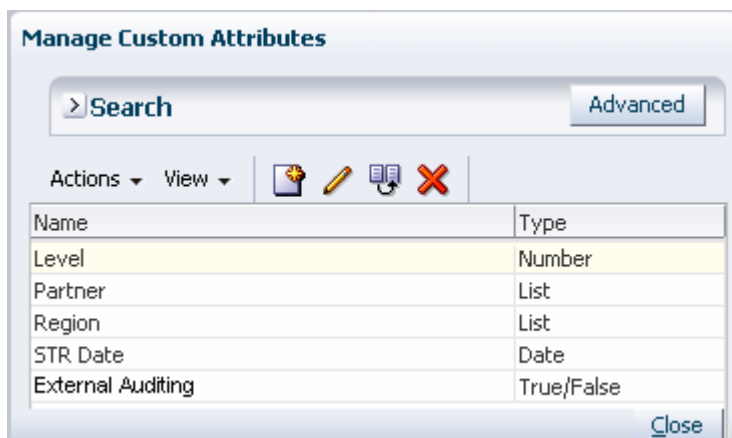 Manage Custom Attributes
Search Advanced
Actions View
Name Type
Level Number
Partner List
Region List
STR Date Date
External Auditing True/False
Close